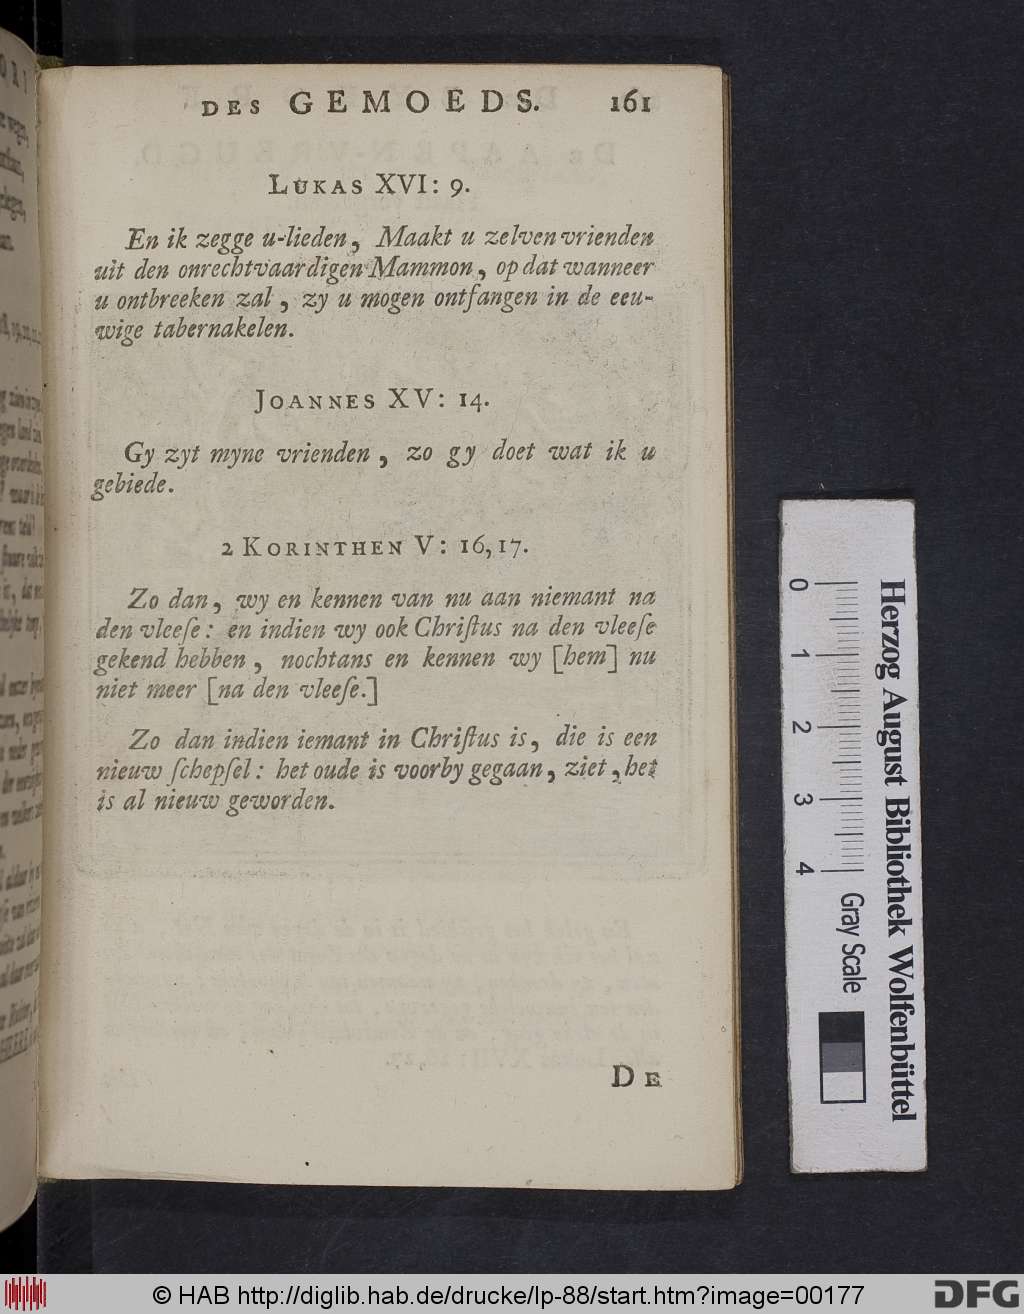 DES GEMOEDS. 161
LUKAS XVI: 9.
En ik zegge u-lieden, Maakt u zelven vrienden
uit den onrechtvaardigen Mammon, op dat wanneer
u ontbreeken zal, zy u mogen ontfangen in de eeu-
wige tabernakelen.
JOANNES XV: 14.
Gy zyt myne vrienden, zo gy doet wat ik u
gebiede.
2 KORINTHEN V: 16, 17.
Zo dan, wy en kennen van nu aan niemant na
den vleeſe: en indien wy ook Chriſtus na den vleeſe
gekend hebben, nochtans en kennen wy [hem] nu
niet meer [na den vleeſe.]
Zo dan indien iemant in Chriſtus is, die is een
nieuw ſchepſel: het oude is voorby gegaan, ziet, het
is al nieuw geworden.
DE
0 1 2 3 4
Gray Scale
Herzog August Bibliothek Wolfenbüttel
© HAB http://diglib.hab.de/drucke/lp-88/start.htm?image=00177
DFG